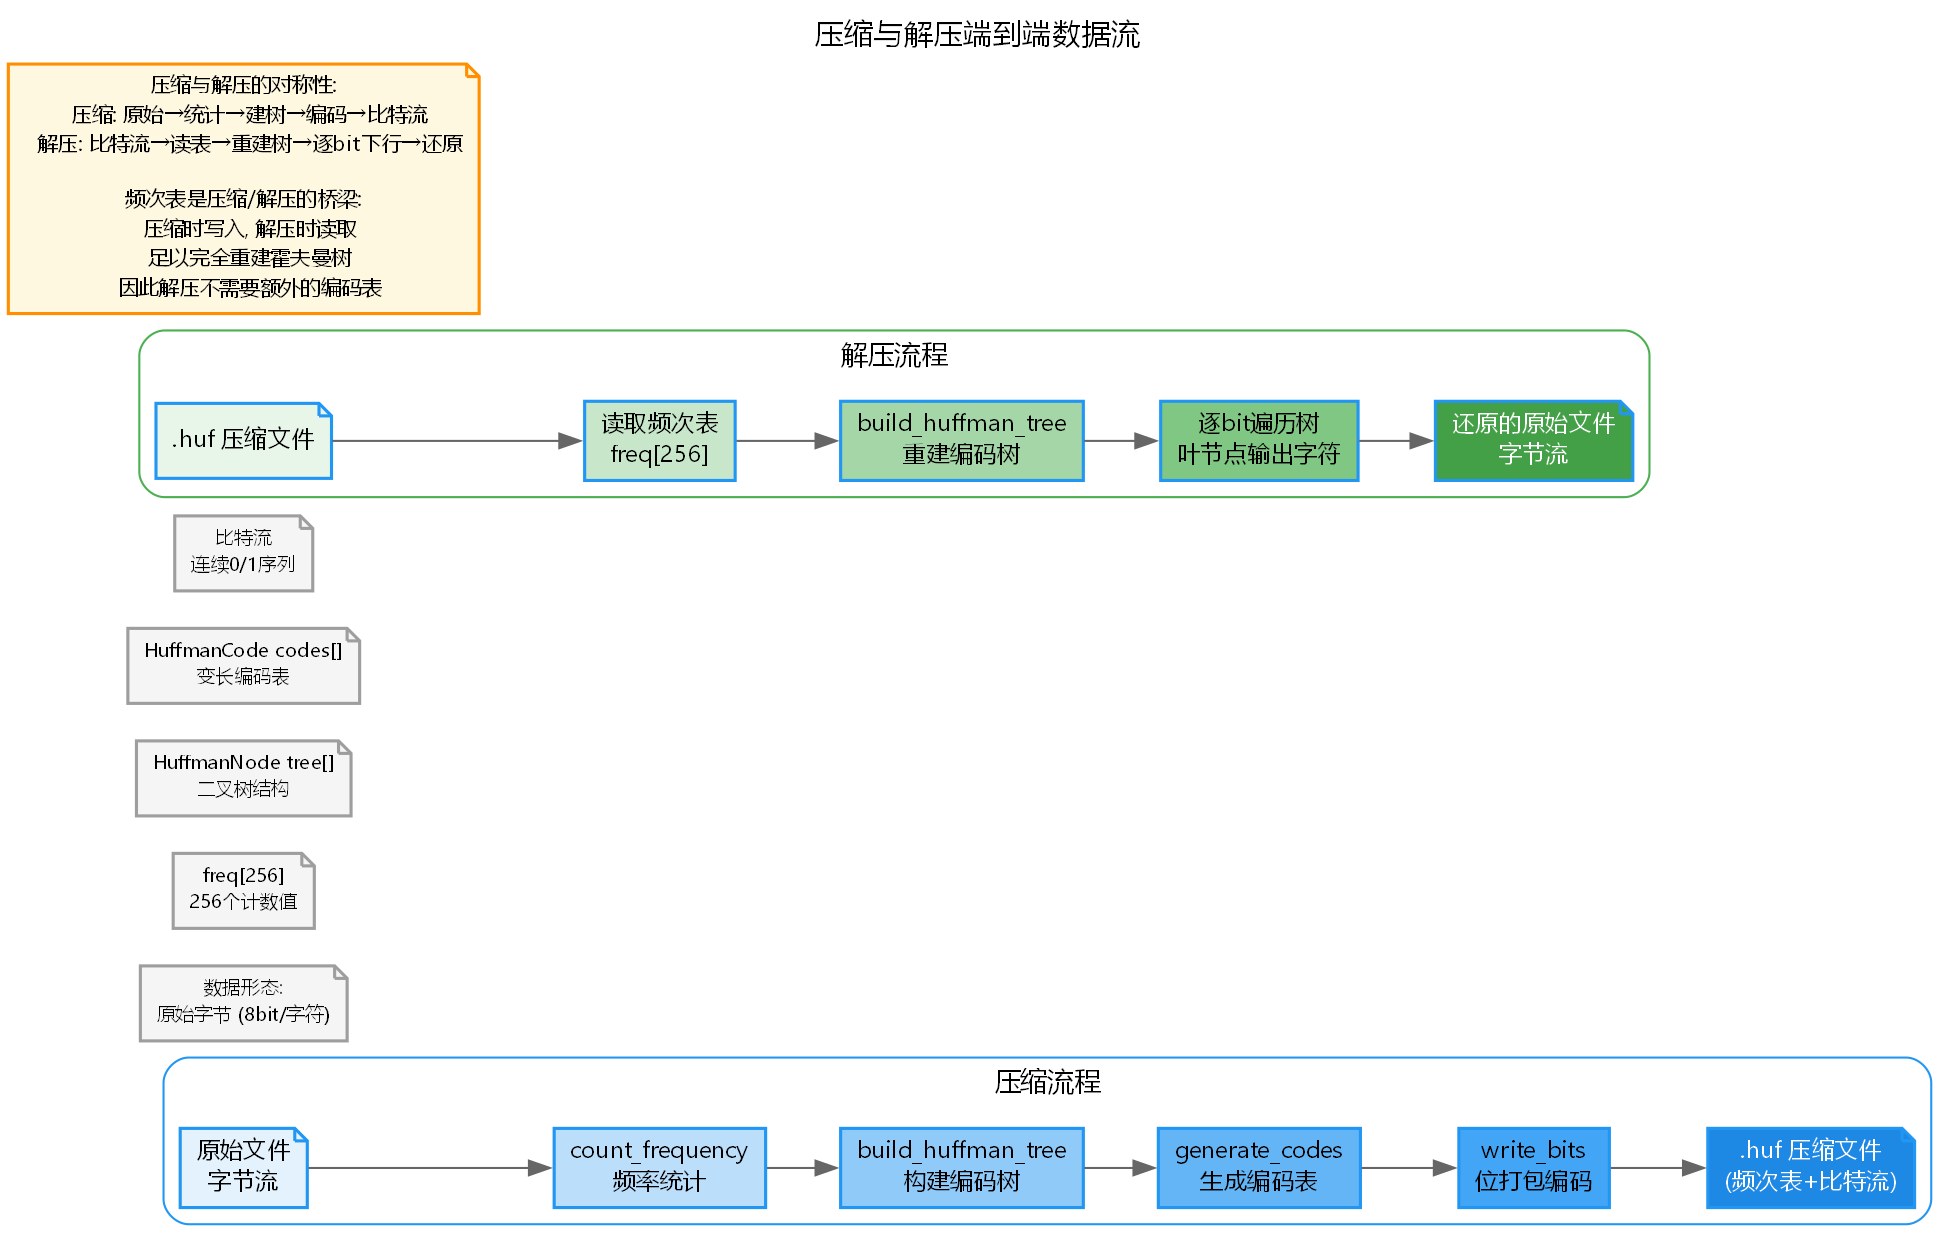 压缩与解压端到端数据流
压缩与解压的对称性:
压缩: 原始→统计→建树→编码→比特流
解压: 比特流→读表→重建树→逐bit下行→还原
频次表是压缩/解压的桥梁:
压缩时写入, 解压时读取
足以完全重建霍夫曼树
因此解压不需要额外的编码表
解压流程
.huf 压缩文件
读取频次表
freq[256]
build_huffman_tree
重建编码树
逐bit遍历树
叶节点输出字符
还原的原始文件
字节流
比特流
连续0/1序列
HuffmanCode codes[]
变长编码表
HuffmanNode tree[]
二叉树结构
freq[256]
256个计数值
数据形态:
原始字节 (8bit/字符)
压缩流程
原始文件
字节流
count_frequency
频率统计
build_huffman_tree
构建编码树
generate_codes
生成编码表
write_bits
位打包编码
.huf 压缩文件
(频次表+比特流)